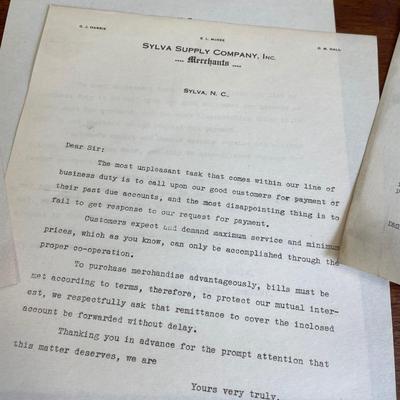 G. J. HARRIS
E. L. McKEE
D. M. HALL
SYLVA SUPPLY COMPANY, INC.
.... Merchants ....
SYLVA, N. C.,
Dear Sir:
The most unpleasant task that comes within our line of
business duty is to call upon our good customers for payment of
their past due accounts, and the most disappointing thing is to
fail to get response to our request for payment.
Customers expect and demand maximum service and minimum
prices, which as you know, can only be accomplished through the
proper co-operation.
To purchase merchandise advantageously, bills must be
met according to terms, therefore, to protect our mutual inter-
est, we respectfully ask that remittance to cover the inclosed
account be forwarded without delay.
Thanking you in advance for the prompt attention that
this matter deserves, we are
Yours very truly,